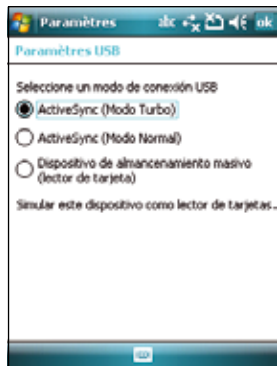 Paramètres abc ok
Paramètres USB
Seleccione un modo de conexión USB
ActiveSync (Modo Turbo)
ActiveSync (Modo Normal)
Dispositivo de almancenamiento masivo
(lector de tarjeta)
Simular este dispositivo como lector de tarjetas..